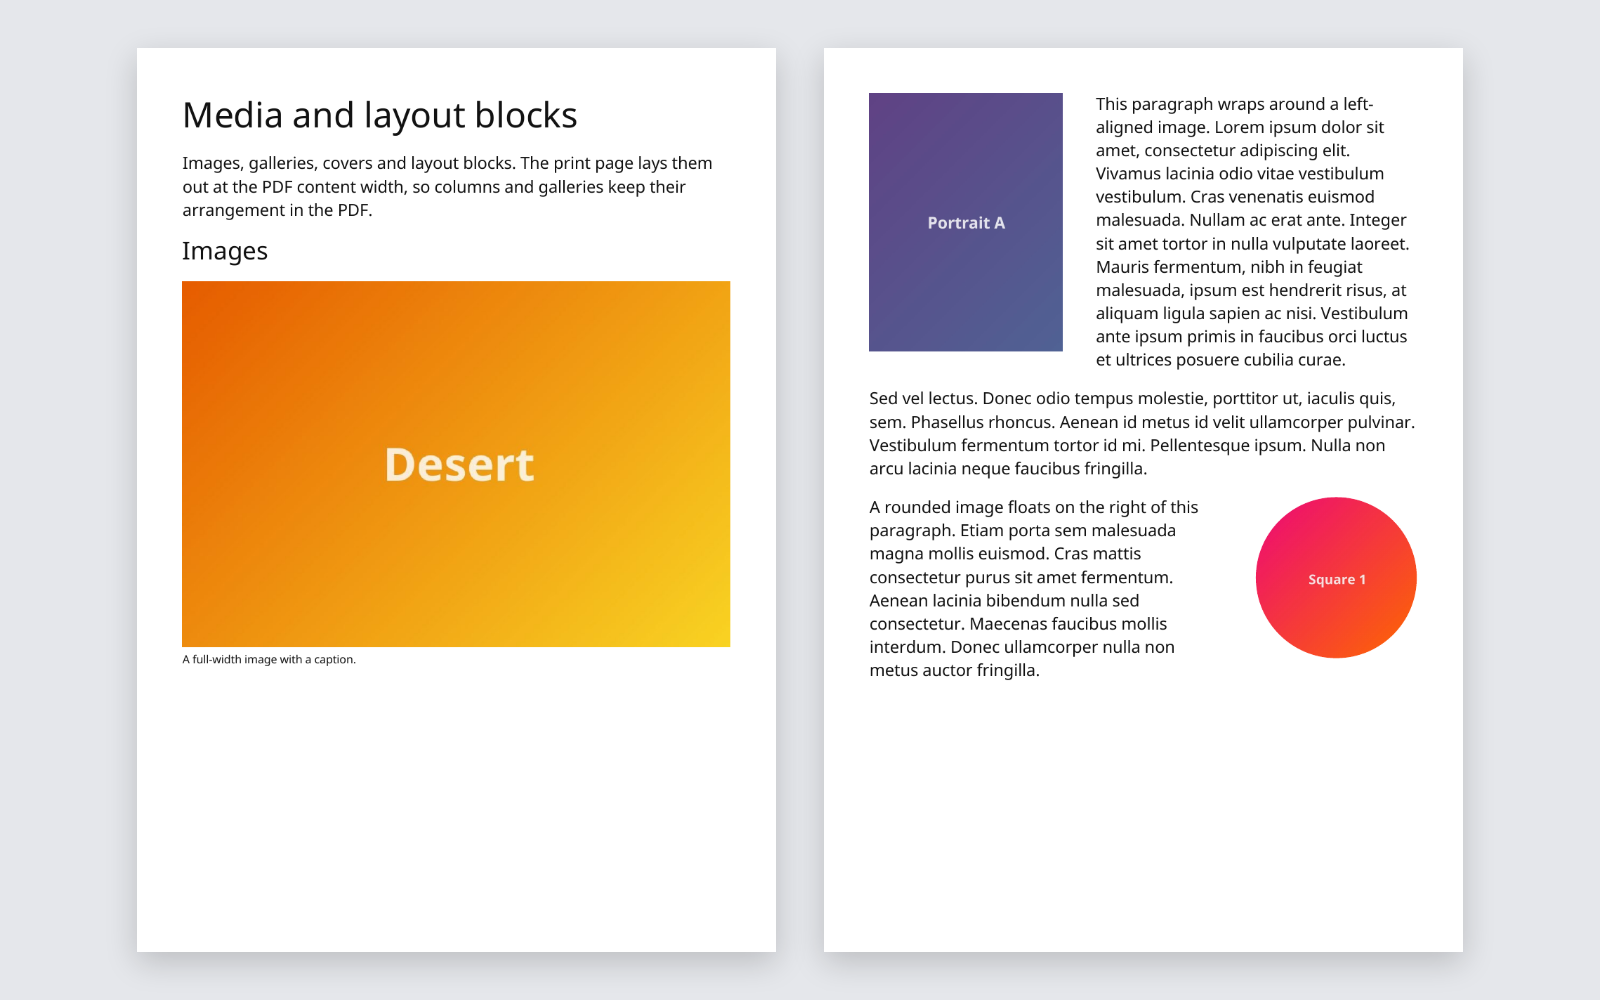 Media and layout blocks
Images, galleries, covers and layout blocks. The print page lays them
out at the PDF content width, so columns and galleries keep their
arrangement in the PDF.
Images
Desert
A full-width image with a caption.
Portrait A
This paragraph wraps around a left-
aligned image. Lorem ipsum dolor sit
amet, consectetur adipiscing elit.
Vivamus lacinia odio vitae vestibulum
vestibulum. Cras venenatis euismod
malesuada. Nullam ac erat ante. Integer
sit amet tortor in nulla vulputate laoreet.
Mauris fermentum, nibh in feugiat
malesuada, ipsum est hendrerit risus, at
aliquam ligula sapien ac nisi. Vestibulum
ante ipsum primis in faucibus orci luctus
et ultrices posuere cubilia curae.
Sed vel lectus. Donec odio tempus molestie, porttitor ut, iaculis quis,
sem. Phasellus rhoncus. Aenean id metus id velit ullamcorper pulvinar.
Vestibulum fermentum tortor id mi. Pellentesque ipsum. Nulla non
arcu lacinia neque faucibus fringilla.
A rounded image floats on the right of this
paragraph. Etiam porta sem malesuada
magna mollis euismod. Cras mattis
consectetur purus sit amet fermentum.
Aenean lacinia bibendum nulla sed
consectetur. Maecenas faucibus mollis
interdum. Donec ullamcorper nulla non
metus auctor fringilla.
Square 1